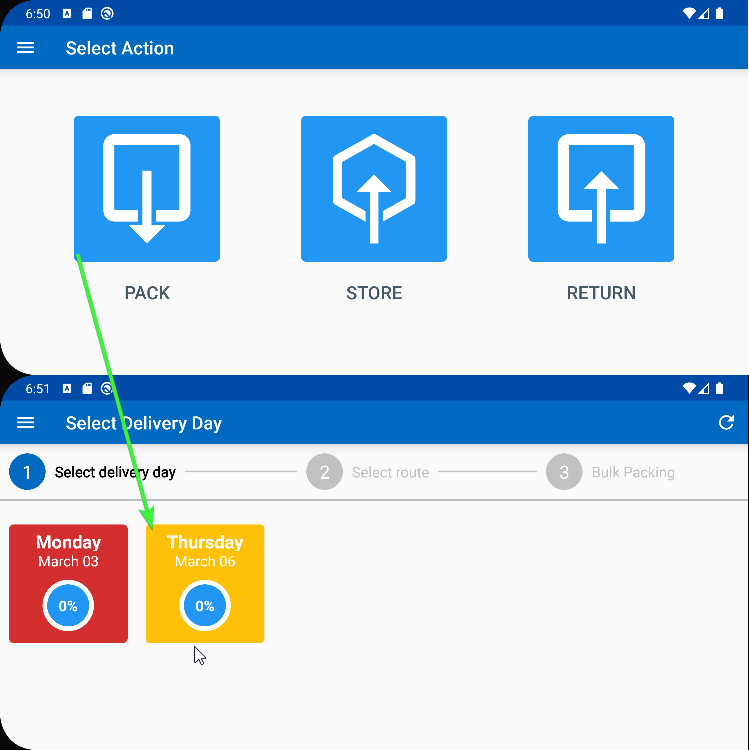 6:50
Select Action
PACK
STORE
RETURN
6:51
Select Delivery Day
1 Select delivery day
2 Select route
3 Bulk Packing
Monday
March 03
0%
Thursday
March 06
0%